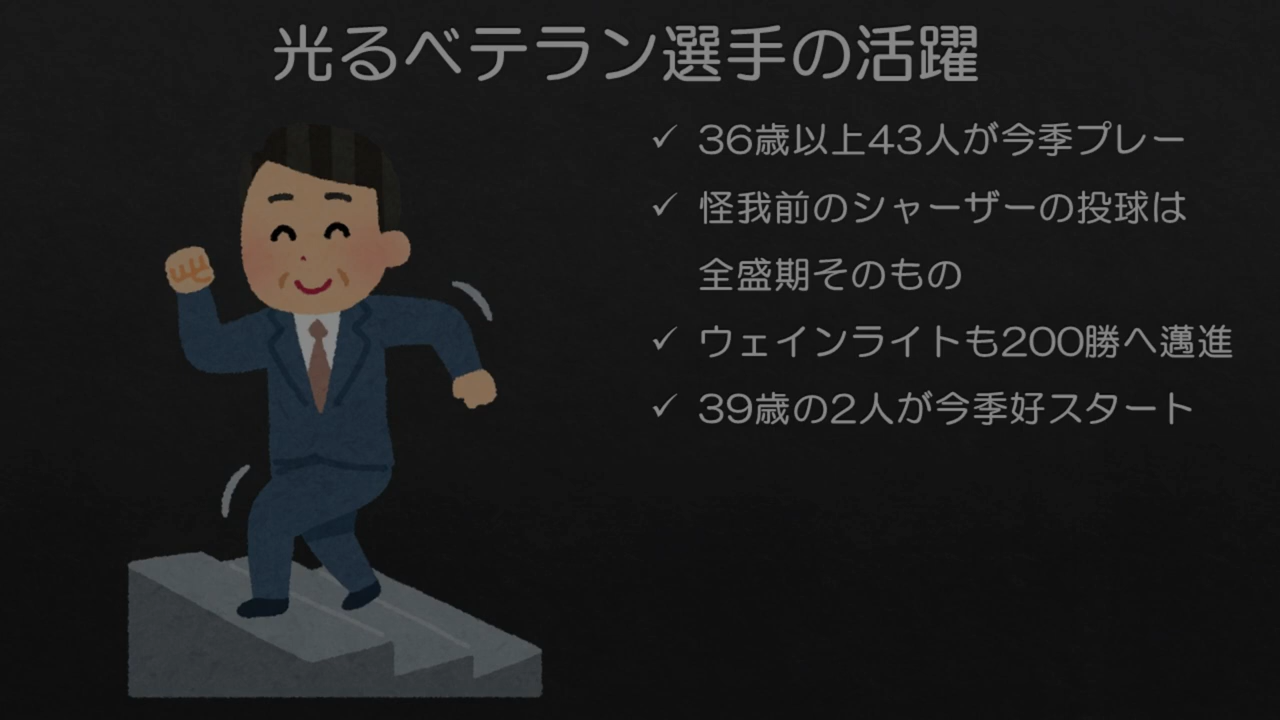 光るベテラン選手の活躍
✓ 36歳以上43人が今季プレー
✓ 怪我前のシャーザーの投球は
全盛期そのもの
✓ ウェインライトも200勝へ邁進
✓ 39歳の2人が今季好スタート